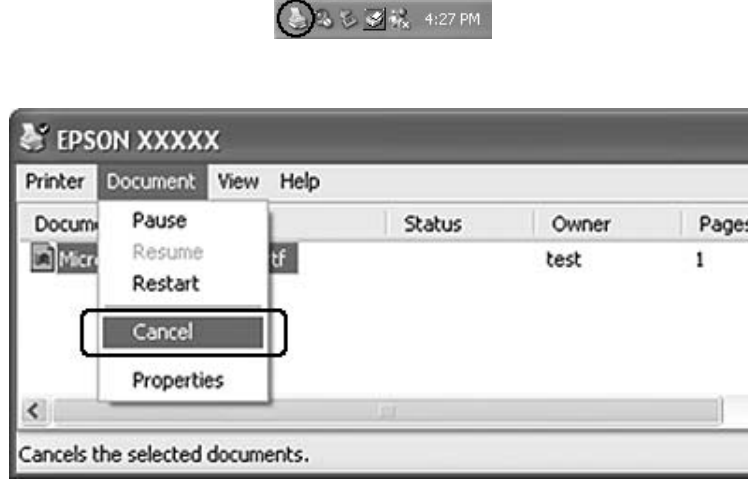 4:27 PM
EPSON XXXXX
Printer Document View Help
Status Owner Pages
Pause
Resume
test 1
Restart
Cancel
Properties
Cancels the selected documents.